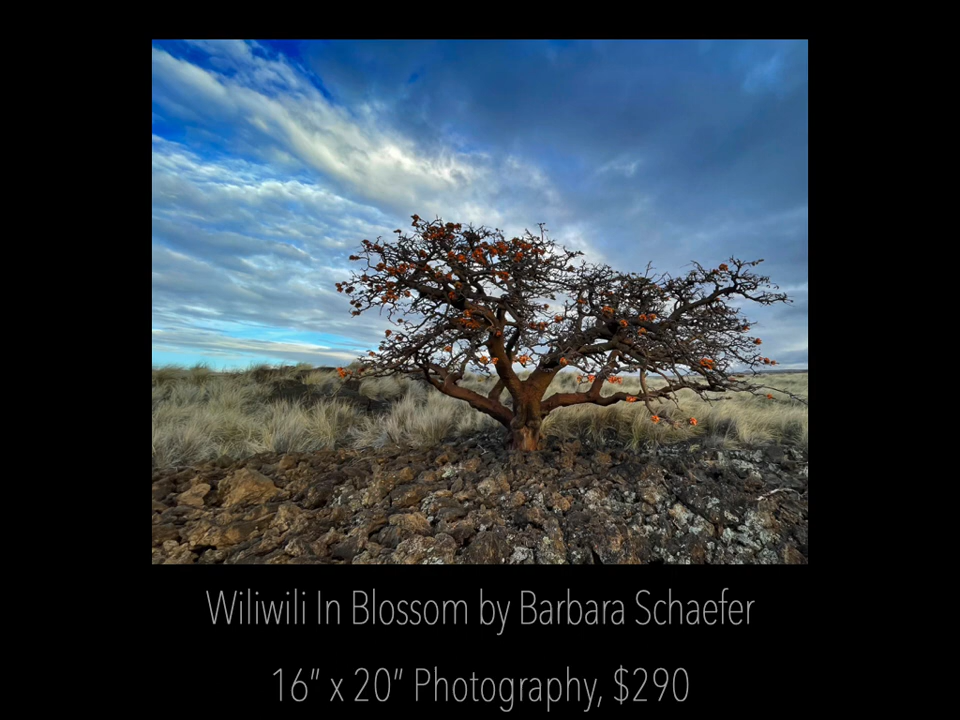 Wiliwili In Blossom by Barbara Schaefer
16” x 20” Photography, $290